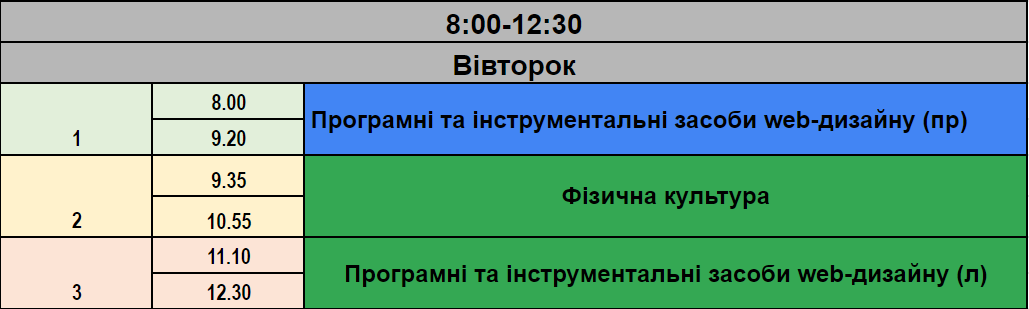 8:00-12:30
Вівторок
1
8.00
9.20
Програмні та інструментальні засоби web-дизайну (пр)
2
9.35
10.55
Фізична культура
3
11.10
12.30
Програмні та інструментальні засоби web-дизайну (л)